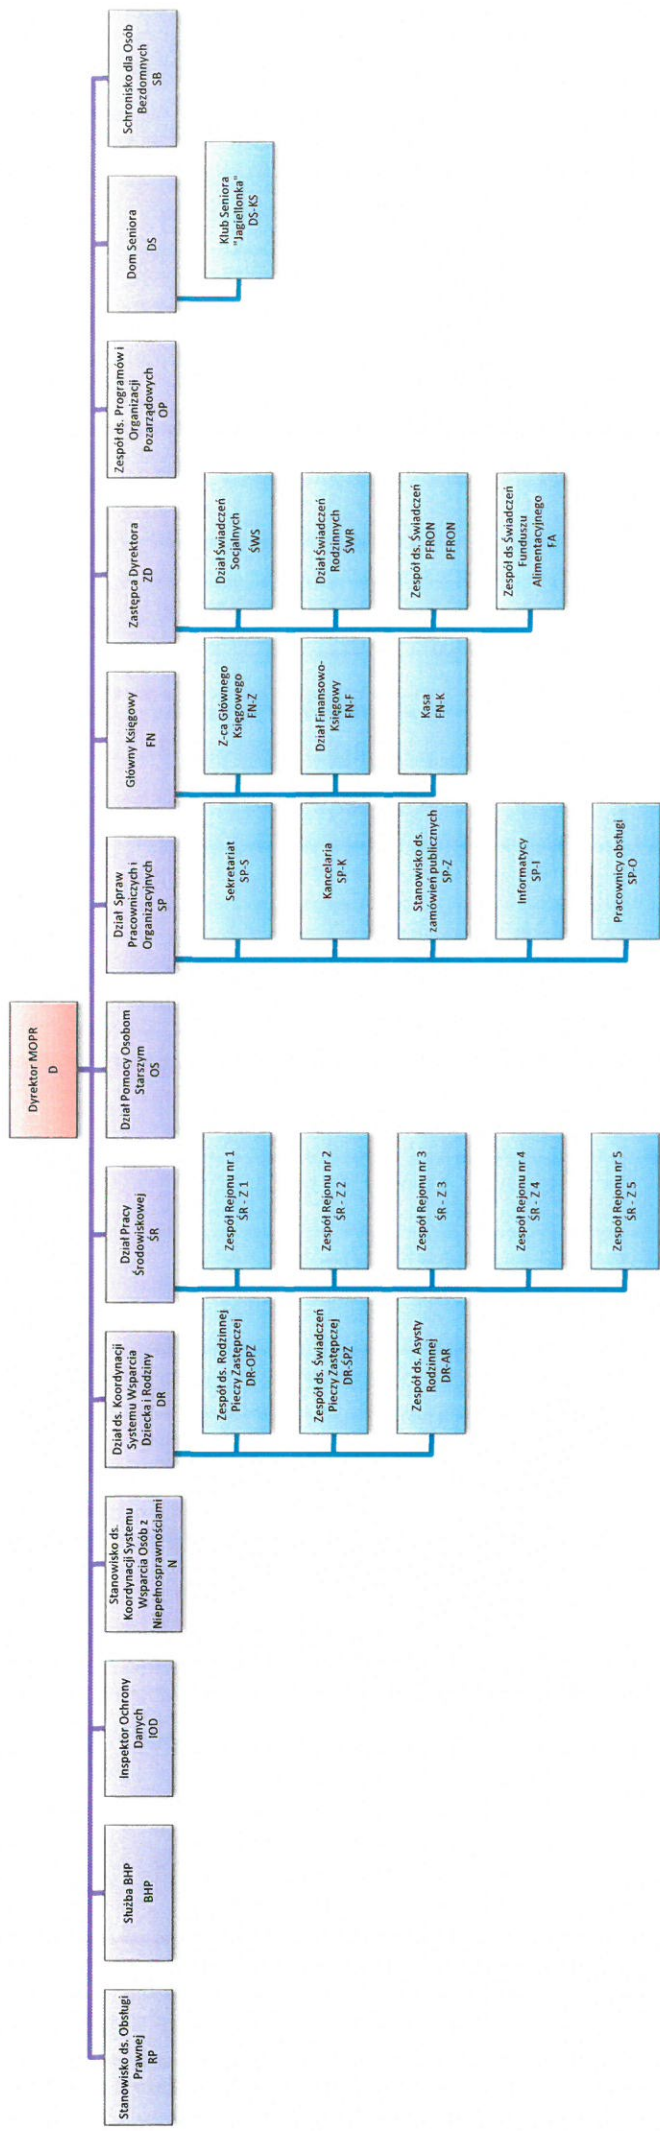 Dyrektor MOPR
D
Stanowisko ds. Obsługi
Prawnej
RP
Służba BHP
BHP
Inspektor Ochrony
Danych
IOD
Stanowisko ds.
Koordynacji Systemu
Wsparcia Osób z
Niepełnosprawnościami
N
Dział ds. Koordynacji
Systemu Wsparcia
Dziecka i Rodziny
DR
Zespół ds. Rodzinnej
Pieczy Zastępczej
DR-OPZ
Zespół ds. Świadczeń
Pieczy Zastępczej
DR-ŚPZ
Zespół ds. Asysty
Rodzinnej
DR-AR
Dział Pracy
Środowiskowej
ŚR
Zespół Rejonu nr 1
ŚR - Z 1
Zespół Rejonu nr 2
ŚR - Z 2
Zespół Rejonu nr 3
ŚR - Z 3
Zespół Rejonu nr 4
ŚR - Z 4
Zespół Rejonu nr 5
ŚR - Z 5
Dział Pomocy Osobom
Starszym
OS
Dział Spraw
Pracowniczych i
Organizacyjnych
SP
Sekretariat
SP-S
Kancelaria
SP-K
Stanowisko ds.
zamówień publicznych
SP-Z
Informatycy
SP-I
Pracownicy obsługi
SP-O
Główny Księgowy
FN
Z-ca Głównego
Księgowego
FN-Z
Dział Finansowo-
Księgowy
FN-F
Kasa
FN-K
Zastępca Dyrektora
ZD
Dział Świadczeń
Socjalnych
ŚWS
Dział Świadczeń
Rodzinnych
ŚWR
Zespół ds. Świadczeń
PFRON
PFRON
Zespół ds Świadczeń
Funduszu
Alimentacyjnego
FA
Zespół ds. Programów i
Organizacji
Pozarządowych
OP
Dom Seniora
DS
Klub Seniora
"Jagiellonka"
DS-KS
Schronisko dla Osób
Bezdomnych
SB